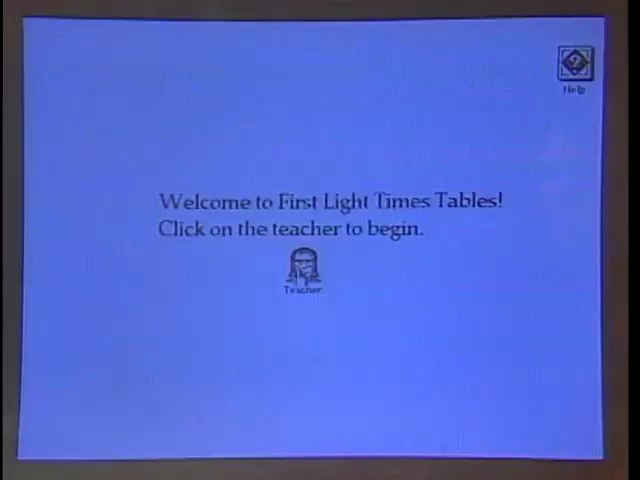 Help
Welcome to First Light Times Tables!
Click on the teacher to begin.
Teacher